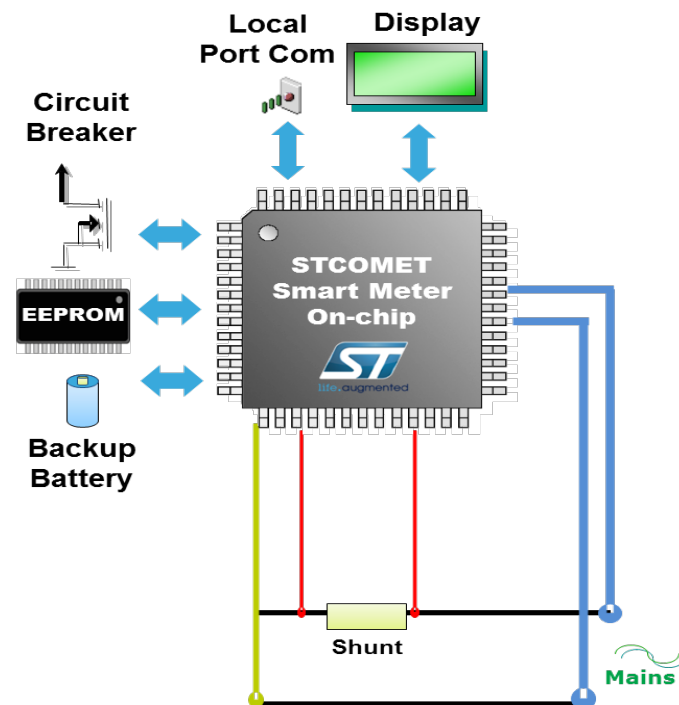 Local
Port Com
Display
Circuit
Breaker
STCOMET
Smart Meter
On-chip
EEPROM
ST
life.augmented
Backup
Battery
Shunt
Mains